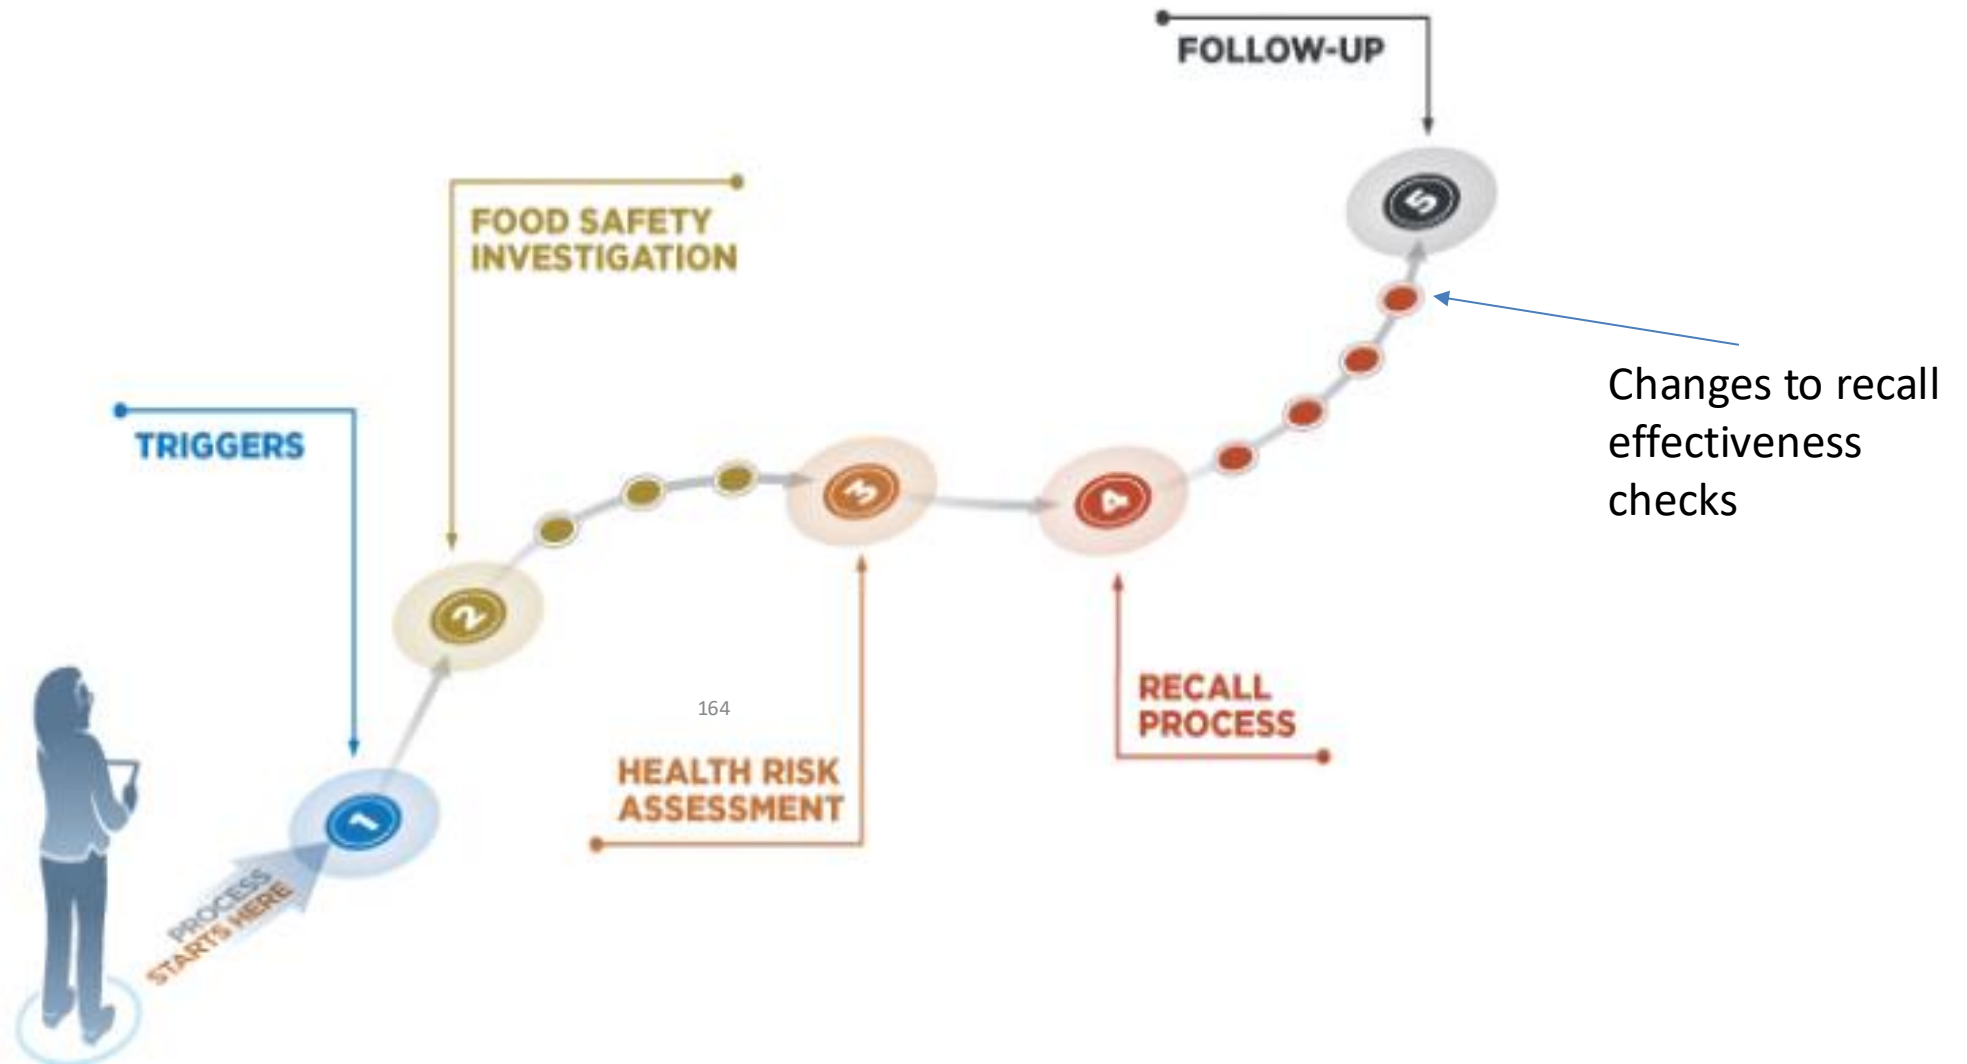 FOLLOW-UP
5
FOOD SAFETY
INVESTIGATION
Changes to recall
effectiveness
checks
TRIGGERS
3
4
2
164
RECALL
PROCESS
HEALTH RISK
ASSESSMENT
1
PROCESS
STARTS HERE